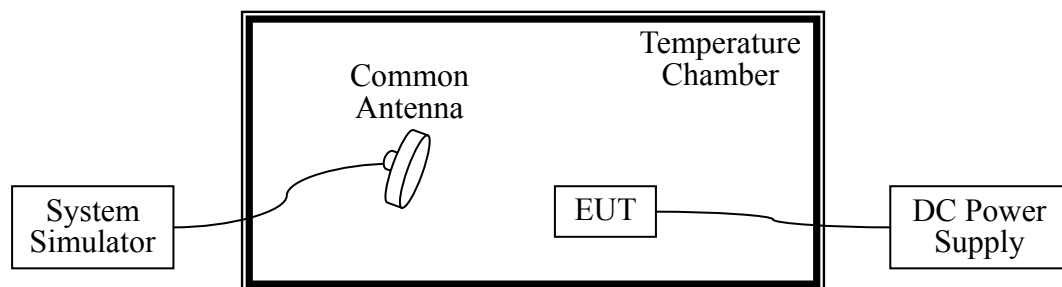 Temperature
Chamber
Common
Antenna
System
Simulator
EUT
DC Power
Supply